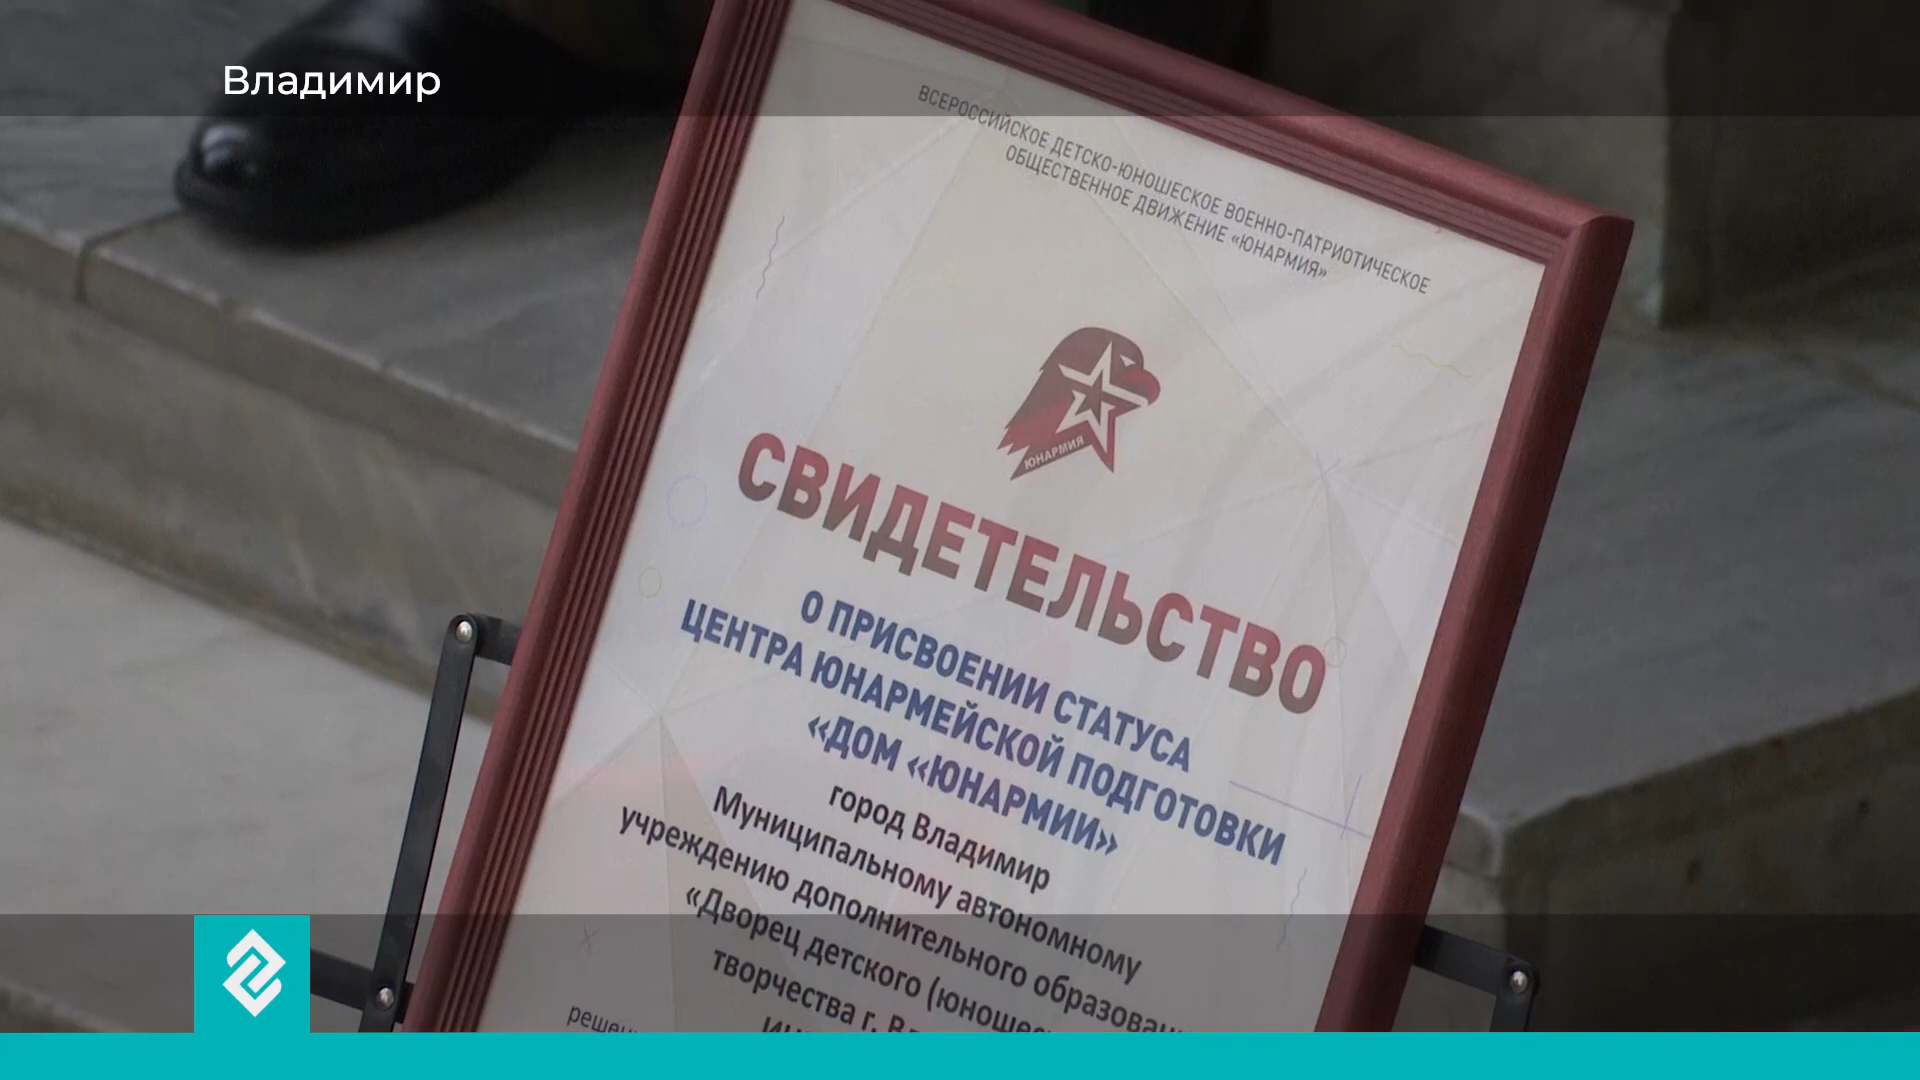 Владимир
ВСЕРОССИЙСКОЕ ДЕТСКО-ЮНОШЕСКОЕ ВОЕННО-ПАТРИОТИЧЕСКОЕ
ОБЩЕСТВЕННОЕ ДВИЖЕНИЕ «ЮНАРМИЯ»
ЮНАРМИЯ
СВИДЕТЕЛЬСТВО
О ПРИСВОЕНИИ СТАТУСА
ЦЕНТРА ЮНАРМЕЙСКОЙ ПОДГОТОВКИ
«ДОМ «ЮНАРМИИ»
город Владимир
Муниципальному автономному
учреждению дополнительного
«Дворец детского
творчества г.